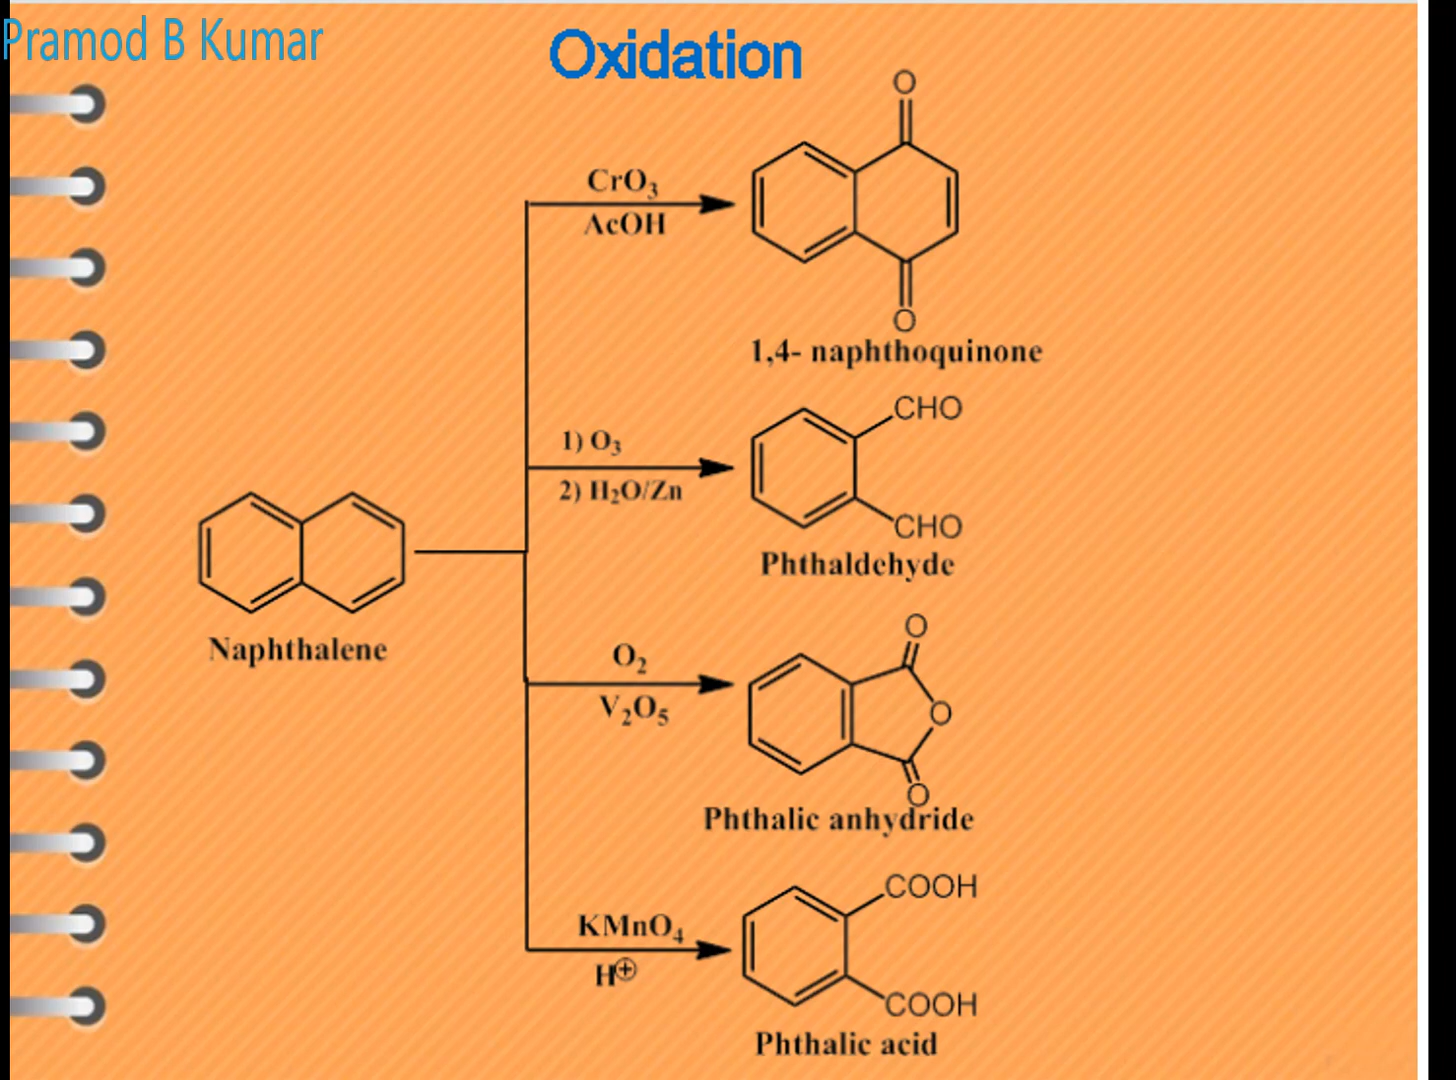 Pramod B Kumar
Oxidation
O
CrO₃
AcOH
O
1,4- naphthoquinone
CHO
1) O₃
2) H₂O/Zn
CHO
Phthaldehyde
Naphthalene
O
O₂
V₂O₅
O
O
Phthalic anhydride
COOH
KMnO₄
H⊕
COOH
Phthalic acid